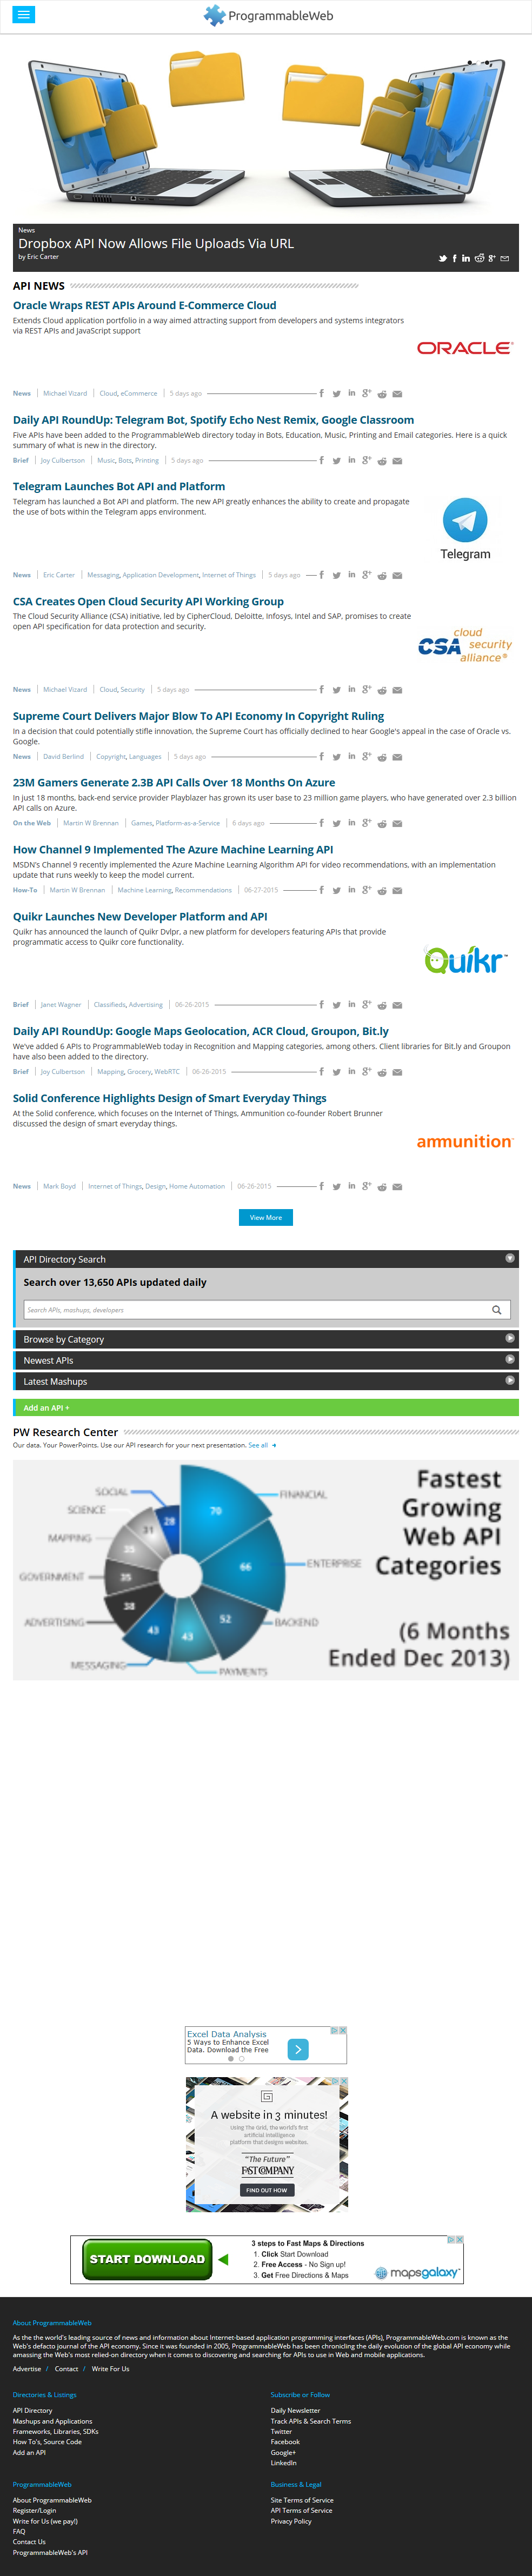 ProgrammableWeb
News
Dropbox API Now Allows File Uploads Via URL
by Eric Carter
API NEWS
Oracle Wraps REST APIs Around E-Commerce Cloud
Extends Cloud application portfolio in a way aimed attracting support from developers and systems integrators
via REST APIs and JavaScript support
ORACLE®
News Michael Vizard Cloud, eCommerce 5 days ago
Daily API RoundUp: Telegram Bot, Spotify Echo Nest Remix, Google Classroom
Five APIs have been added to the ProgrammableWeb directory today in Bots, Education, Music, Printing and Email categories. Here is a quick
summary of what is new in the directory.
Brief Joy Culbertson Music, Bots, Printing 5 days ago
Telegram Launches Bot API and Platform
Telegram has launched a Bot API and platform. The new API greatly enhances the ability to create and propagate
the use of bots within the Telegram apps environment.
Telegram
News Eric Carter Messaging, Application Development, Internet of Things 5 days ago
CSA Creates Open Cloud Security API Working Group
The Cloud Security Alliance (CSA) initiative, led by CipherCloud, Deloitte, Infosys, Intel and SAP, promises to create
open API specification for data protection and security.
CSA cloud security alliance®
News Michael Vizard Cloud, Security 5 days ago
Supreme Court Delivers Major Blow To API Economy In Copyright Ruling
In a decision that could potentially stifle innovation, the Supreme Court has officially declined to hear Google's appeal in the case of Oracle vs.
Google.
News David Berlind Copyright, Languages 5 days ago
23M Gamers Generate 2.3B API Calls Over 18 Months On Azure
In just 18 months, back-end service provider Playblazer has grown its user base to 23 million game players, who have generated over 2.3 billion
API calls on Azure.
On the Web Martin W Brennan Games, Platform-as-a-Service 6 days ago
How Channel 9 Implemented The Azure Machine Learning API
MSDN's Channel 9 recently implemented the Azure Machine Learning Algorithm API for video recommendations, with an implementation
update that runs weekly to keep the model current.
How-To Martin W Brennan Machine Learning, Recommendations 06-27-2015
Quikr Launches New Developer Platform and API
Quikr has announced the launch of Quikr Dvlpr, a new platform for developers featuring APIs that provide
programmatic access to Quikr core functionality.
Quikr™
Brief Janet Wagner Classifieds, Advertising 06-26-2015
Daily API RoundUp: Google Maps Geolocation, ACR Cloud, Groupon, Bit.ly
We've added 6 APIs to ProgrammableWeb today in Recognition and Mapping categories, among others. Client libraries for Bit.ly and Groupon
have also been added to the directory.
Brief Joy Culbertson Mapping, Grocery, WebRTC 06-26-2015
Solid Conference Highlights Design of Smart Everyday Things
At the Solid conference, which focuses on the Internet of Things, Ammunition co-founder Robert Brunner
discussed the design of smart everyday things.
ammunition
News Mark Boyd Internet of Things, Design, Home Automation 06-26-2015
View More
API Directory Search
Search over 13,650 APIs updated daily
Search APIs, mashups, developers
Browse by Category
Newest APIs
Latest Mashups
Add an API +
PW Research Center
Our data. Your PowerPoints. Use our API research for your next presentation. See all
Fastest
Growing
Web API
Categories
(6 Months
Ended Dec 2013)
SOCIAL 28
SCIENCE 31
MAPPING 35
GOVERNMENT 35
ADVERTISING 38
MESSAGING 43
PAYMENTS 43
BACKEND 52
ENTERPRISE 66
FINANCIAL 70
Excel Data Analysis
5 Ways to Enhance Excel
Data. Download the Free
A website in 3 minutes!
Using The Grid, the world's first
artificial intelligence
platform that designs websites.
"The Future"
FAST COMPANY
FIND OUT HOW
START DOWNLOAD
3 steps to Fast Maps & Directions
1. Click Start Download
2. Free Access - No Sign up!
3. Get Free Directions & Maps
mapsgalaxy
About ProgrammableWeb
As the the world's leading source of news and information about Internet-based application programming interfaces (APIs), ProgrammableWeb.com is known as the
Web's defacto journal of the API economy. Since it was founded in 2005, ProgrammableWeb has been chronicling the daily evolution of the global API economy while
amassing the Web's most relied-on directory when it comes to discovering and searching for APIs to use in Web and mobile applications.
Advertise / Contact / Write For Us
Directories & Listings
API Directory
Mashups and Applications
Frameworks, Libraries, SDKs
How To's, Source Code
Add an API
Subscribe or Follow
Daily Newsletter
Track APIs & Search Terms
Twitter
Facebook
Google+
LinkedIn
ProgrammableWeb
About ProgrammableWeb
Register/Login
Write for Us (we pay!)
FAQ
Contact Us
ProgrammableWeb's API
Business & Legal
Site Terms of Service
API Terms of Service
Privacy Policy